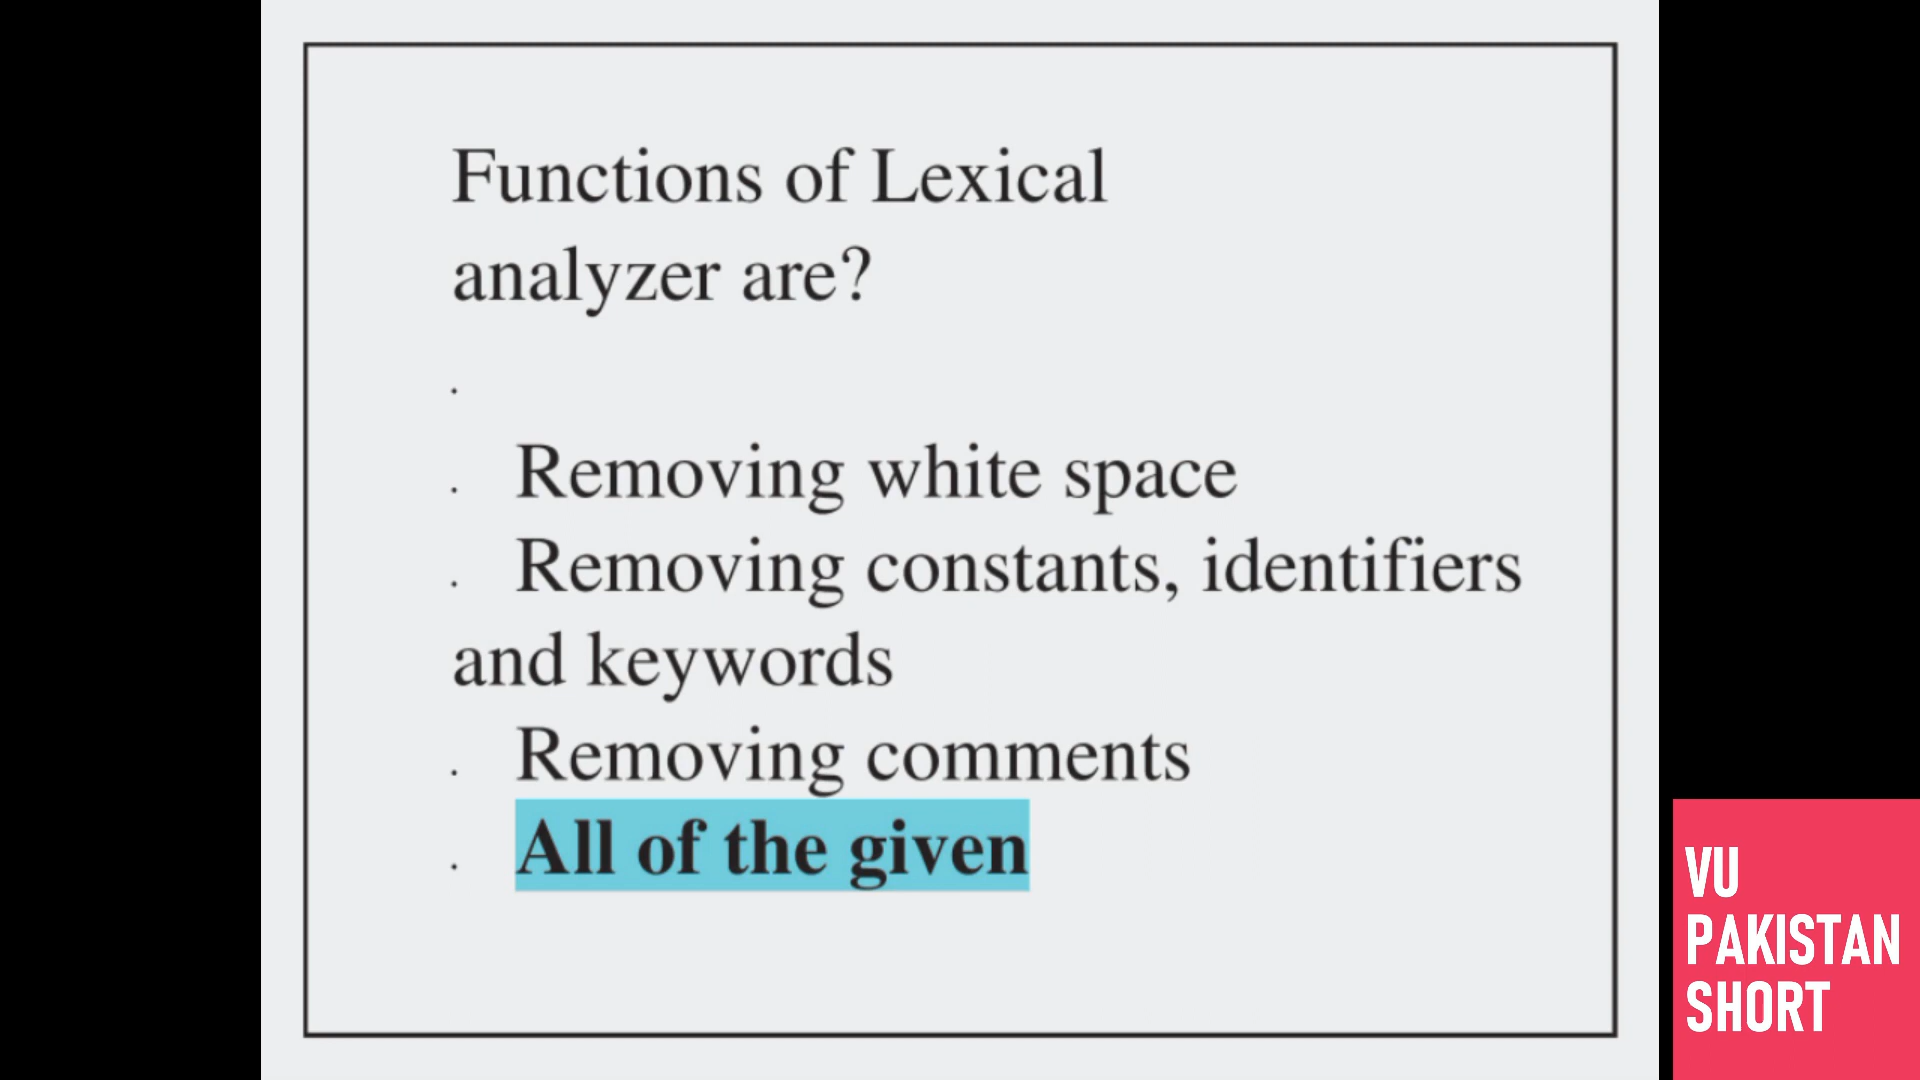 Functions of Lexical
analyzer are?
.
. Removing white space
. Removing constants, identifiers
and keywords
. Removing comments
. All of the given
VU
PAKISTAN
SHORT